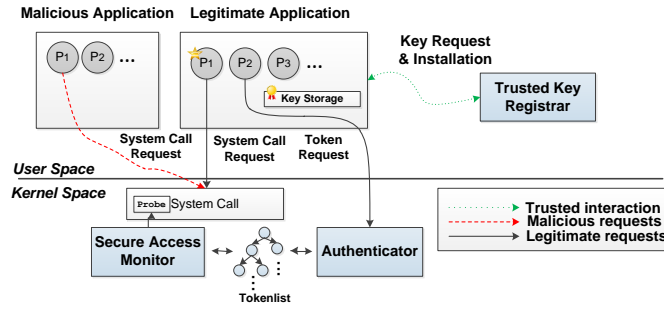 Malicious Application
Legitimate Application
P1
P2
...
P1
P2
P3
...
Key Storage
Key Request
& Installation
Trusted Key
Registrar
System Call
Request
System Call
Request
Token
Request
User Space
Kernel Space
Probe System Call
Secure Access
Monitor
Authenticator
Tokenlist
Trusted interaction
Malicious requests
Legitimate requests